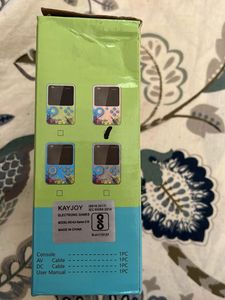 KAYJOY
ELECTRONIC GAMES
MADE IN CHINA
Console 1PC
AV Cable 1PC
DC Cable 1PC
User Manual 1PC